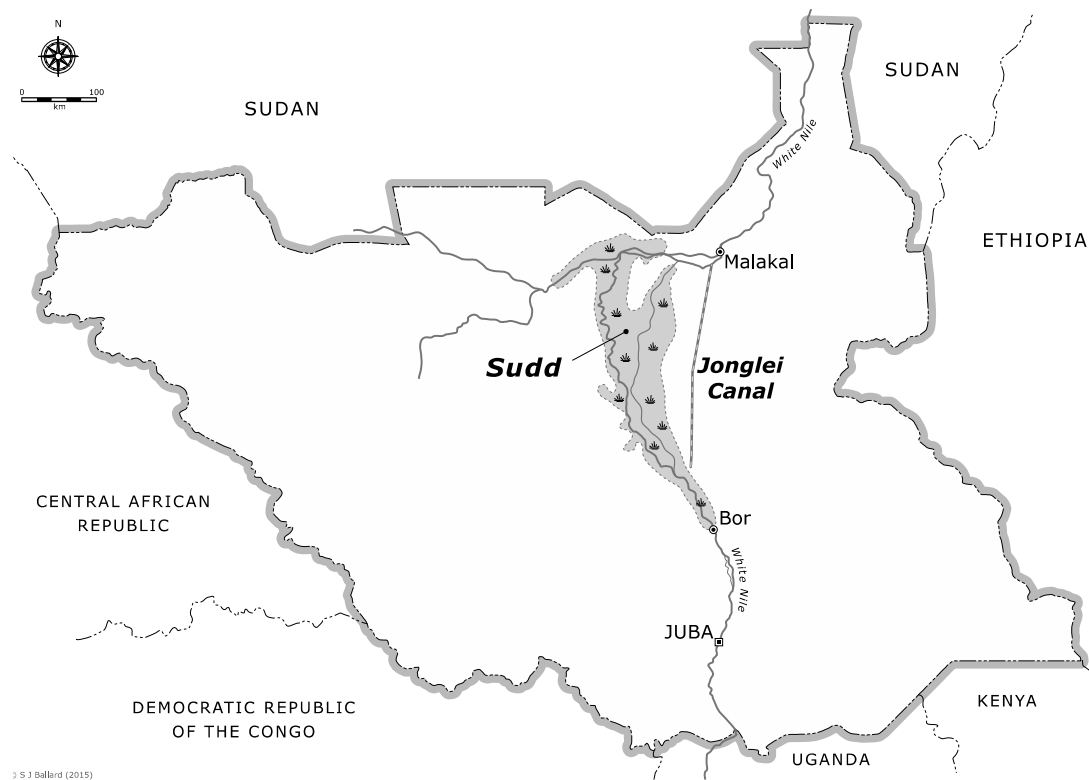 N
0 100
km
SUDAN
SUDAN
White Nile
ETHIOPIA
Malakal
Sudd
Jonglei
Canal
CENTRAL AFRICAN
REPUBLIC
Bor
White Nile
JUBA
DEMOCRATIC REPUBLIC
OF THE CONGO
KENYA
UGANDA
© S J Ballard (2015)